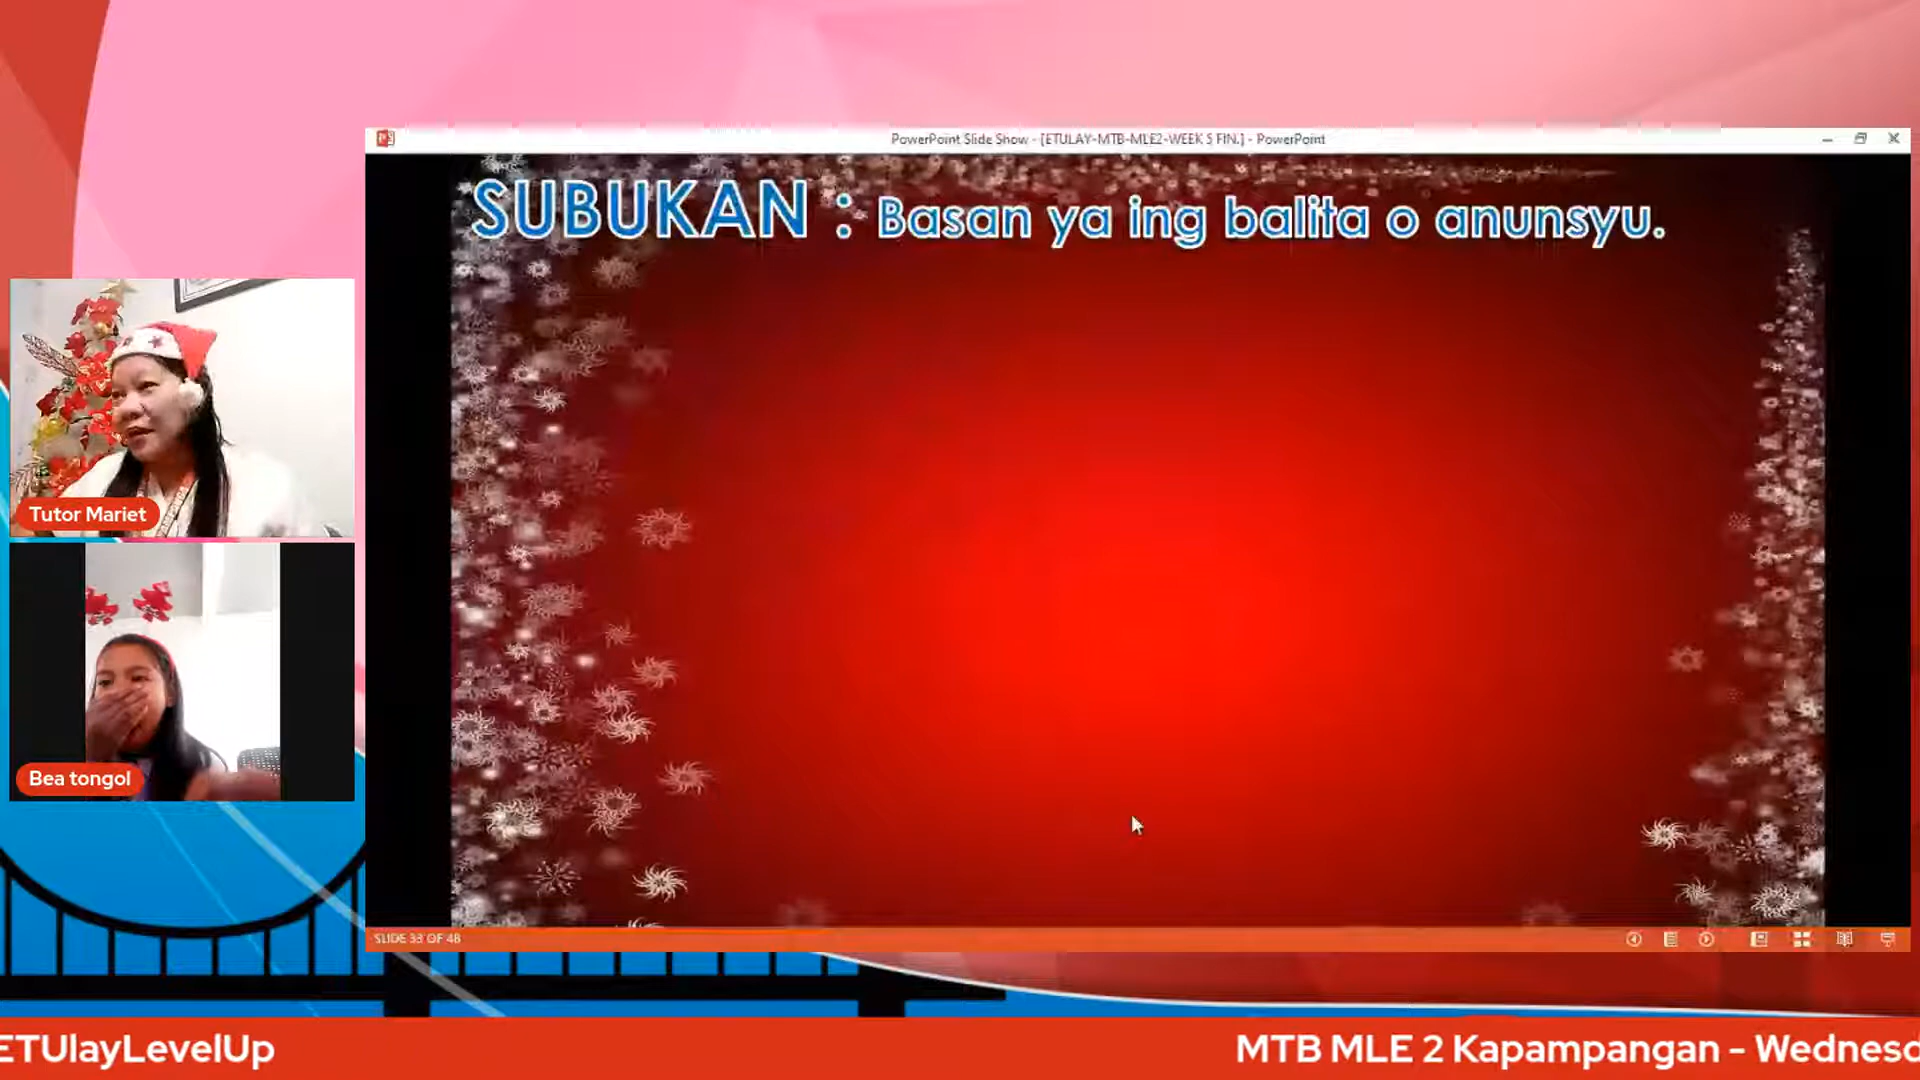 PowerPoint Slide Show - [ETULAY-MTB-MLE2-WEEK 5 FIN.] - PowerPoint
SUBUKAN : Basan ya ing balita o anunsyu.
Tutor Mariet
Bea tongol
SLIDE 33 OF 48
ETUlayLevelUp
MTB MLE 2 Kapampangan - Wednesd